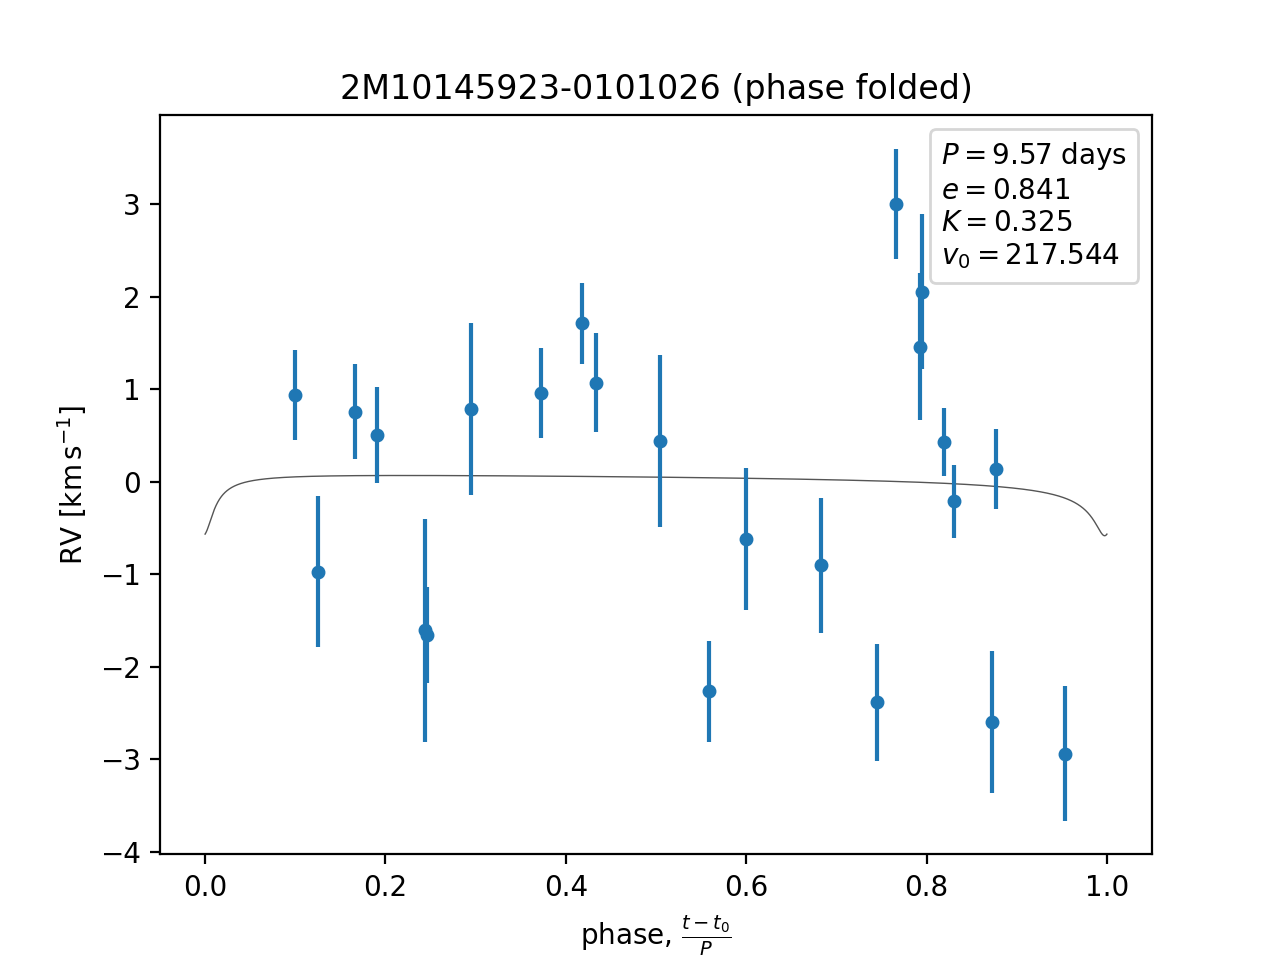 2M10145923-0101026 (phase folded)
P = 9.57 days
e = 0.841
K = 0.325
v₀ = 217.544
RV [km s⁻¹]
3
2
1
0
−1
−2
−3
−4
0.0 0.2 0.4 0.6 0.8 1.0
phase, (t − t₀)/P